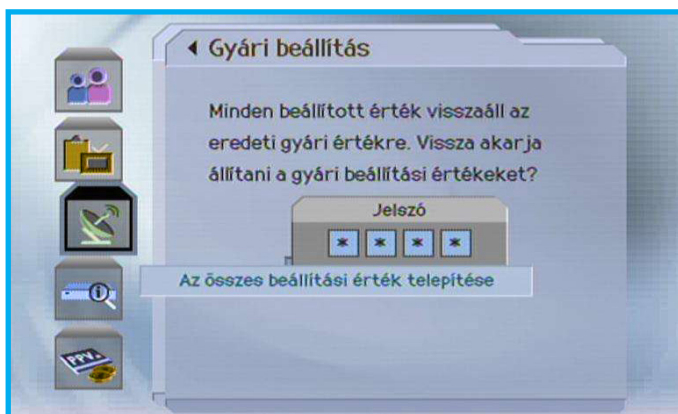 Gyári beállítás
Minden beállított érték visszaáll az
eredeti gyári értékre. Vissza akarja
állítani a gyári beállítási értékeket?
Jelszó
* * * *
Az összes beállítási érték telepítése
PPV.